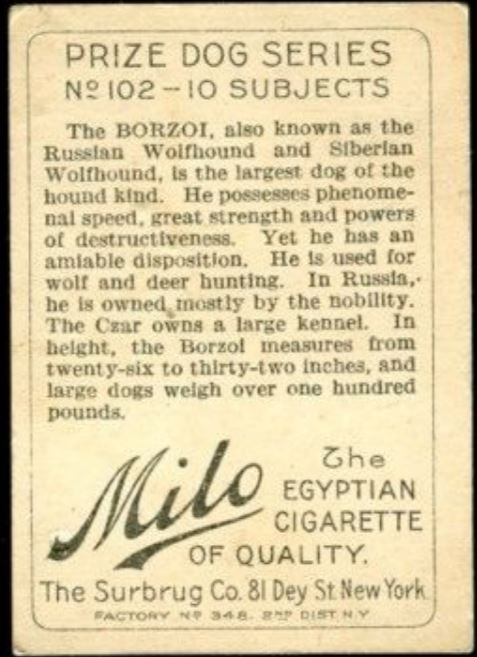 PRIZE DOG SERIES
Nº 102 – 10 SUBJECTS
The BORZOI, also known as the
Russian Wolfhound and Siberian
Wolfhound, is the largest dog of the
hound kind. He possesses phenome-
nal speed, great strength and powers
of destructiveness. Yet he has an
amiable disposition. He is used for
wolf and deer hunting. In Russia,
he is owned mostly by the nobility.
The Czar owns a large kennel. In
height, the Borzoi measures from
twenty-six to thirty-two inches, and
large dogs weigh over one hundred
pounds.
Milo The
EGYPTIAN
CIGARETTE
OF QUALITY.
The Surbrug Co. 81 Dey St. New York
FACTORY Nº 348. 2ND DIST. N.Y